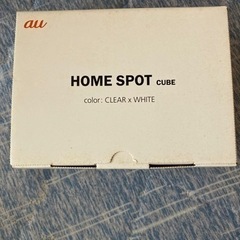 au
HOME SPOT CUBE
color: CLEAR x WHITE